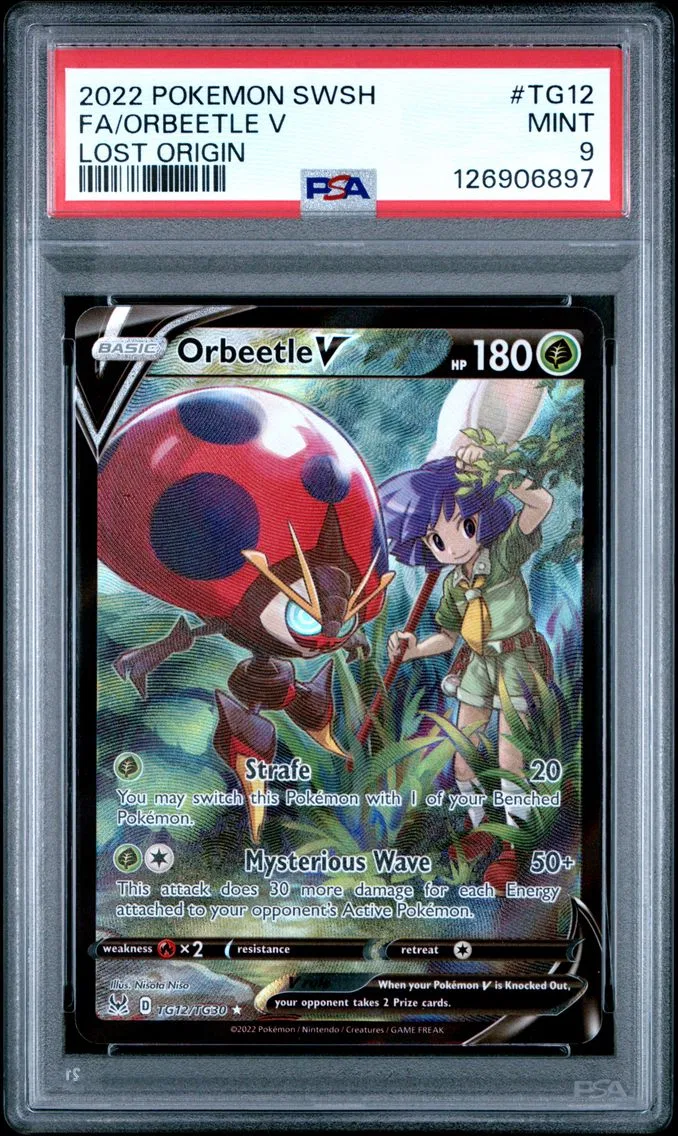 2022 POKEMON SWSH #TG12
FA/ORBEETLE V MINT
LOST ORIGIN 9
PSA 126906897
BASIC Orbeetle V HP 180
Strafe 20
You may switch this Pokémon with 1 of your Benched
Pokémon.
Mysterious Wave 50+
This attack does 30 more damage for each Energy
attached to your opponent's Active Pokémon.
weakness ×2 resistance retreat
Illus. Nisota Niso
V rule When your Pokémon V is Knocked Out,
your opponent takes 2 Prize cards.
D TG12/TG30
©2022 Pokémon / Nintendo / Creatures / GAME FREAK
PSA